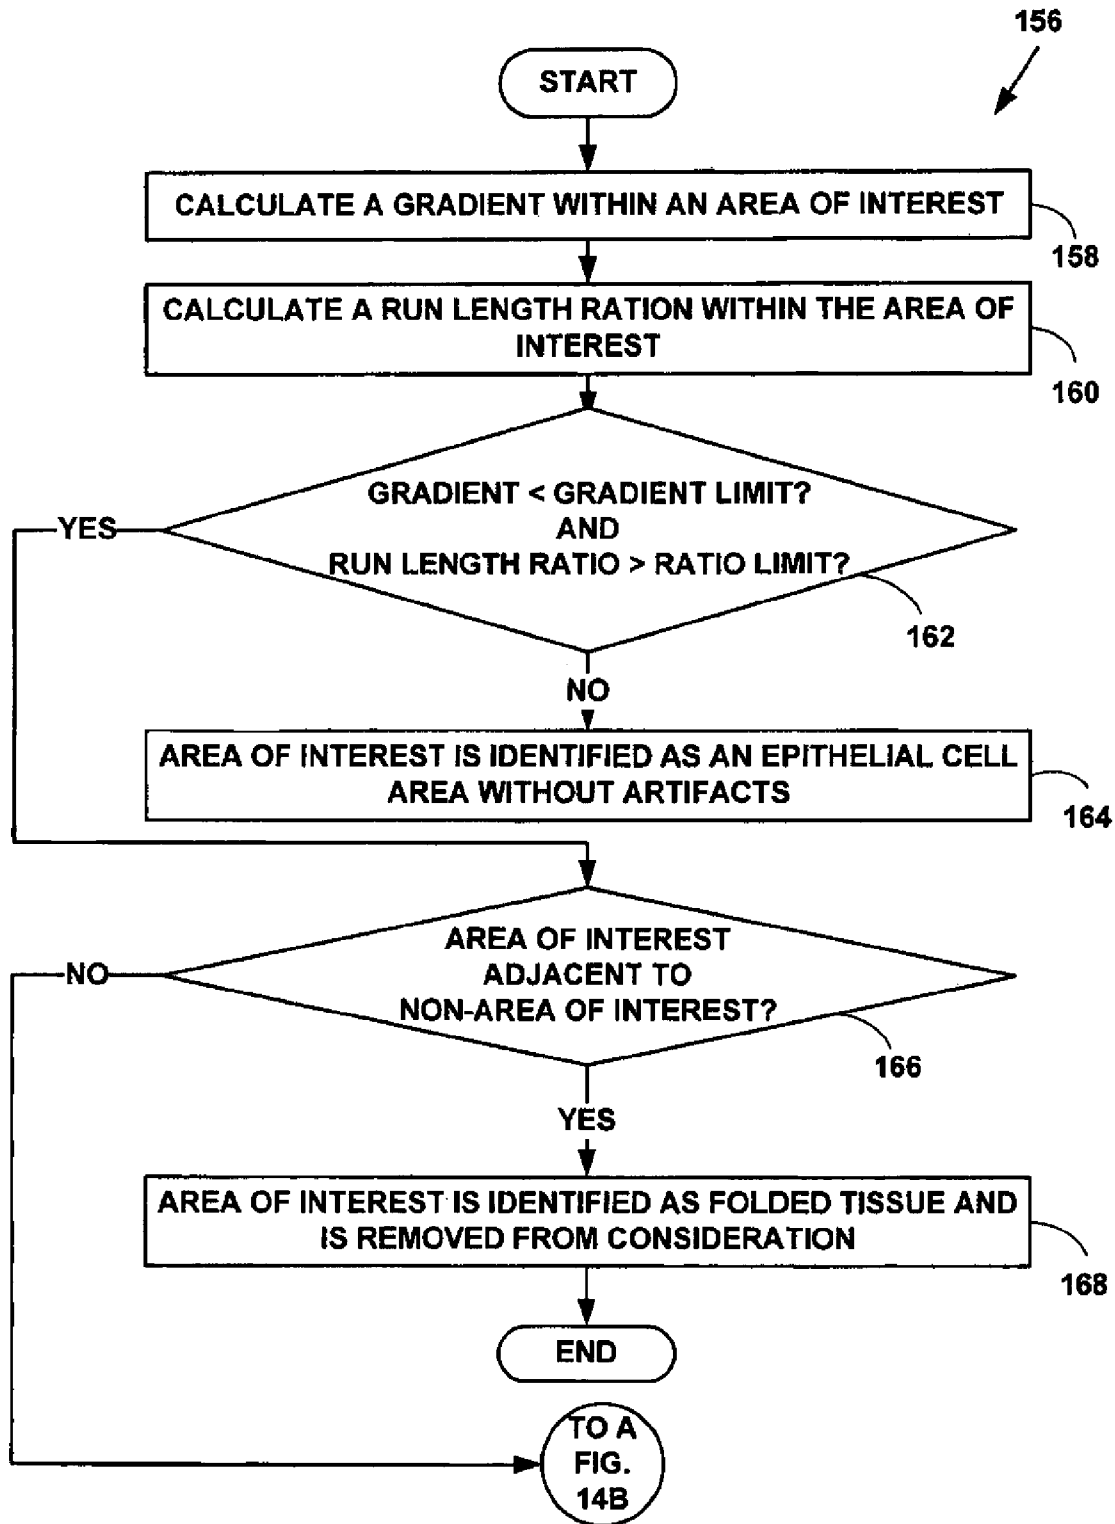 156
START
CALCULATE A GRADIENT WITHIN AN AREA OF INTEREST
158
CALCULATE A RUN LENGTH RATION WITHIN THE AREA OF
INTEREST
160
GRADIENT < GRADIENT LIMIT?
AND
RUN LENGTH RATIO > RATIO LIMIT?
YES
162
NO
AREA OF INTEREST IS IDENTIFIED AS AN EPITHELIAL CELL
AREA WITHOUT ARTIFACTS
164
AREA OF INTEREST
ADJACENT TO
NON-AREA OF INTEREST?
NO
166
YES
AREA OF INTEREST IS IDENTIFIED AS FOLDED TISSUE AND
IS REMOVED FROM CONSIDERATION
168
END
TO A
FIG.
14B